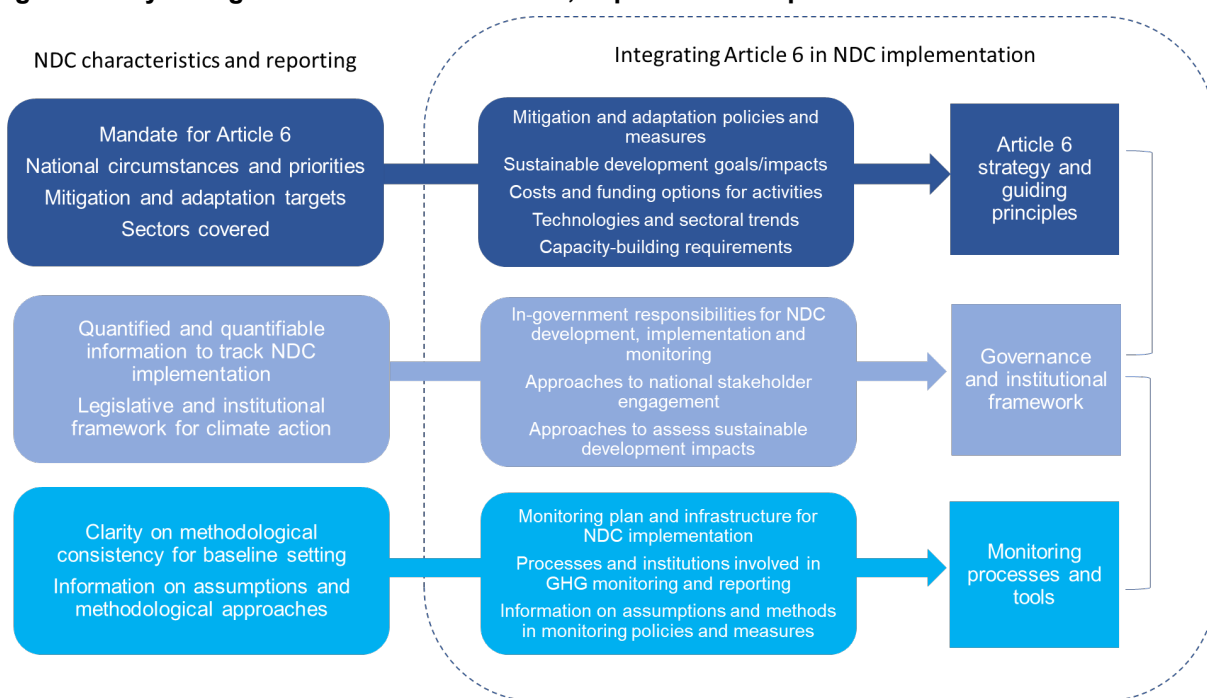 NDC characteristics and reporting
Integrating Article 6 in NDC implementation
Mandate for Article 6
National circumstances and priorities
Mitigation and adaptation targets
Sectors covered
Mitigation and adaptation policies and
measures
Sustainable development goals/impacts
Costs and funding options for activities
Technologies and sectoral trends
Capacity-building requirements
Article 6
strategy and
guiding
principles
Quantified and quantifiable
information to track NDC
implementation
Legislative and institutional
framework for climate action
In-government responsibilities for NDC
development, implementation and
monitoring
Approaches to national stakeholder
engagement
Approaches to assess sustainable
development impacts
Governance
and institutional
framework
Clarity on methodological
consistency for baseline setting
Information on assumptions and
methodological approaches
Monitoring plan and infrastructure for
NDC implementation
Processes and institutions involved in
GHG monitoring and reporting
Information on assumptions and methods
in monitoring policies and measures
Monitoring
processes and
tools